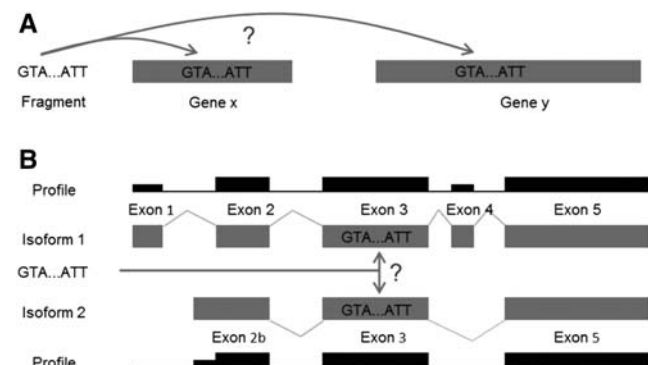 A
?
GTA...ATT GTA...ATT GTA...ATT
Fragment Gene x Gene y
B
Profile
Exon 1 Exon 2 Exon 3 Exon 4 Exon 5
Isoform 1 GTA...ATT
GTA...ATT ?
Isoform 2 GTA...ATT
Exon 2b Exon 3 Exon 5
Profile